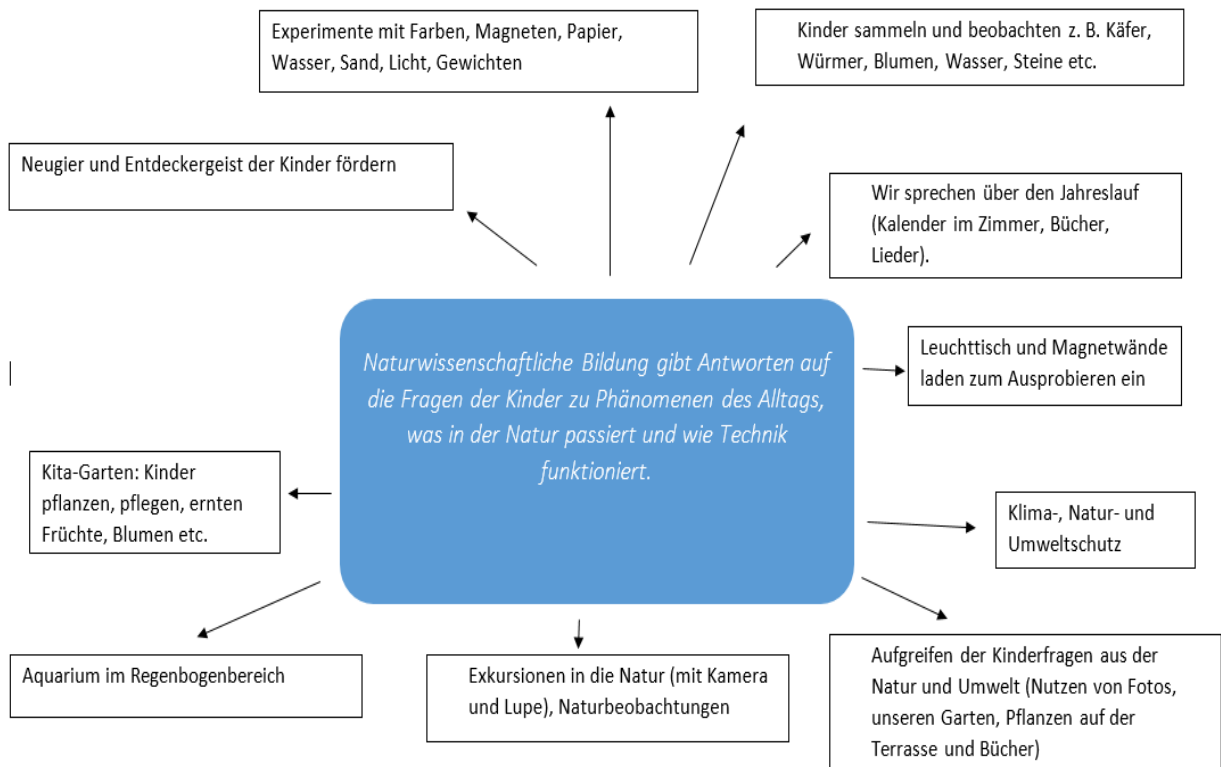 Experimente mit Farben, Magneten, Papier,
Wasser, Sand, Licht, Gewichten
Kinder sammeln und beobachten z. B. Käfer,
Würmer, Blumen, Wasser, Steine etc.
Neugier und Entdeckergeist der Kinder fördern
Wir sprechen über den Jahreslauf
(Kalender im Zimmer, Bücher,
Lieder).
Naturwissenschaftliche Bildung gibt Antworten auf
die Fragen der Kinder zu Phänomenen des Alltags,
was in der Natur passiert und wie Technik
funktioniert.
Leuchttisch und Magnetwände
laden zum Ausprobieren ein
Kita-Garten: Kinder
pflanzen, pflegen, ernten
Früchte, Blumen etc.
Klima-, Natur- und
Umweltschutz
Aquarium im Regenbogenbereich
Exkursionen in die Natur (mit Kamera
und Lupe), Naturbeobachtungen
Aufgreifen der Kinderfragen aus der
Natur und Umwelt (Nutzen von Fotos,
unseren Garten, Pflanzen auf der
Terrasse und Bücher)